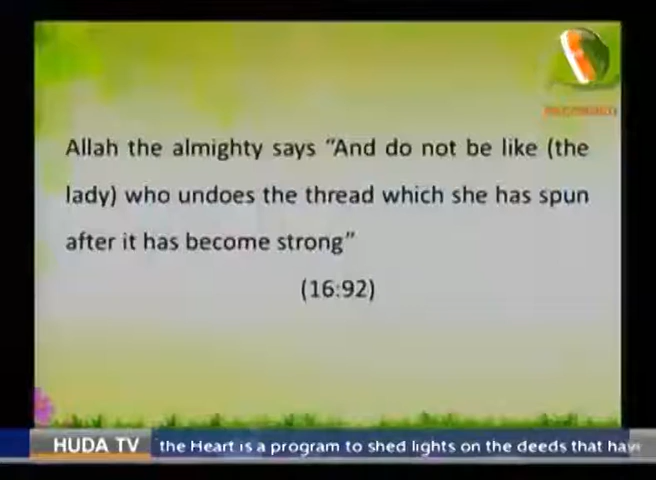 Allah the almighty says "And do not be like (the
lady) who undoes the thread which she has spun
after it has become strong"
(16:92)
HUDA TV
the Heart is a program to shed lights on the deeds that have